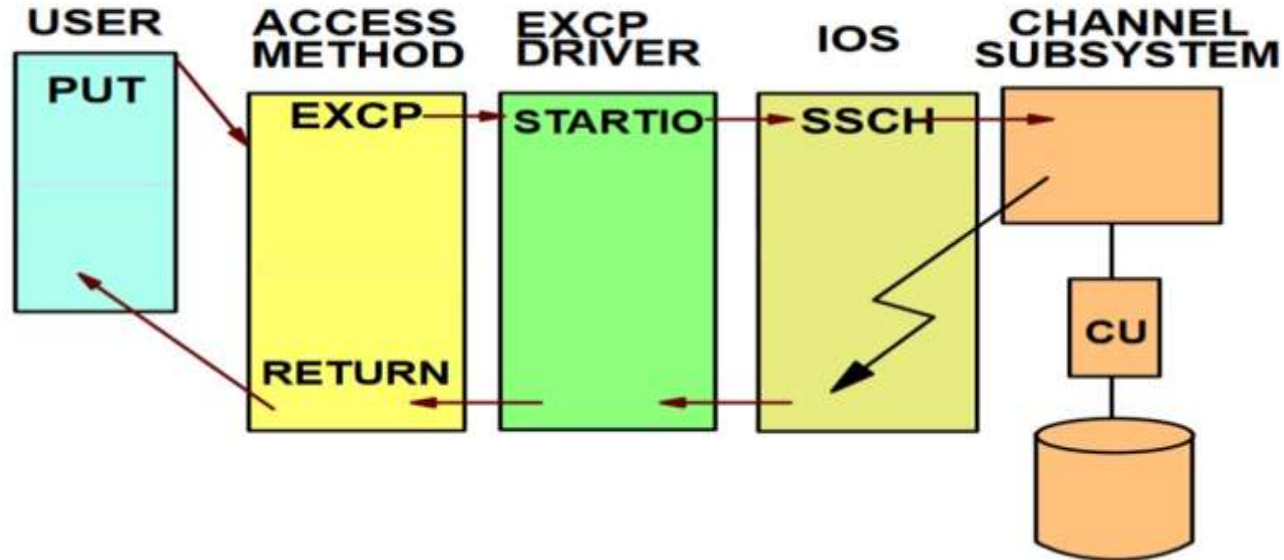 USER
ACCESS
METHOD
EXCP
DRIVER
IOS
CHANNEL
SUBSYSTEM
PUT
EXCP
STARTIO
SSCH
CU
RETURN